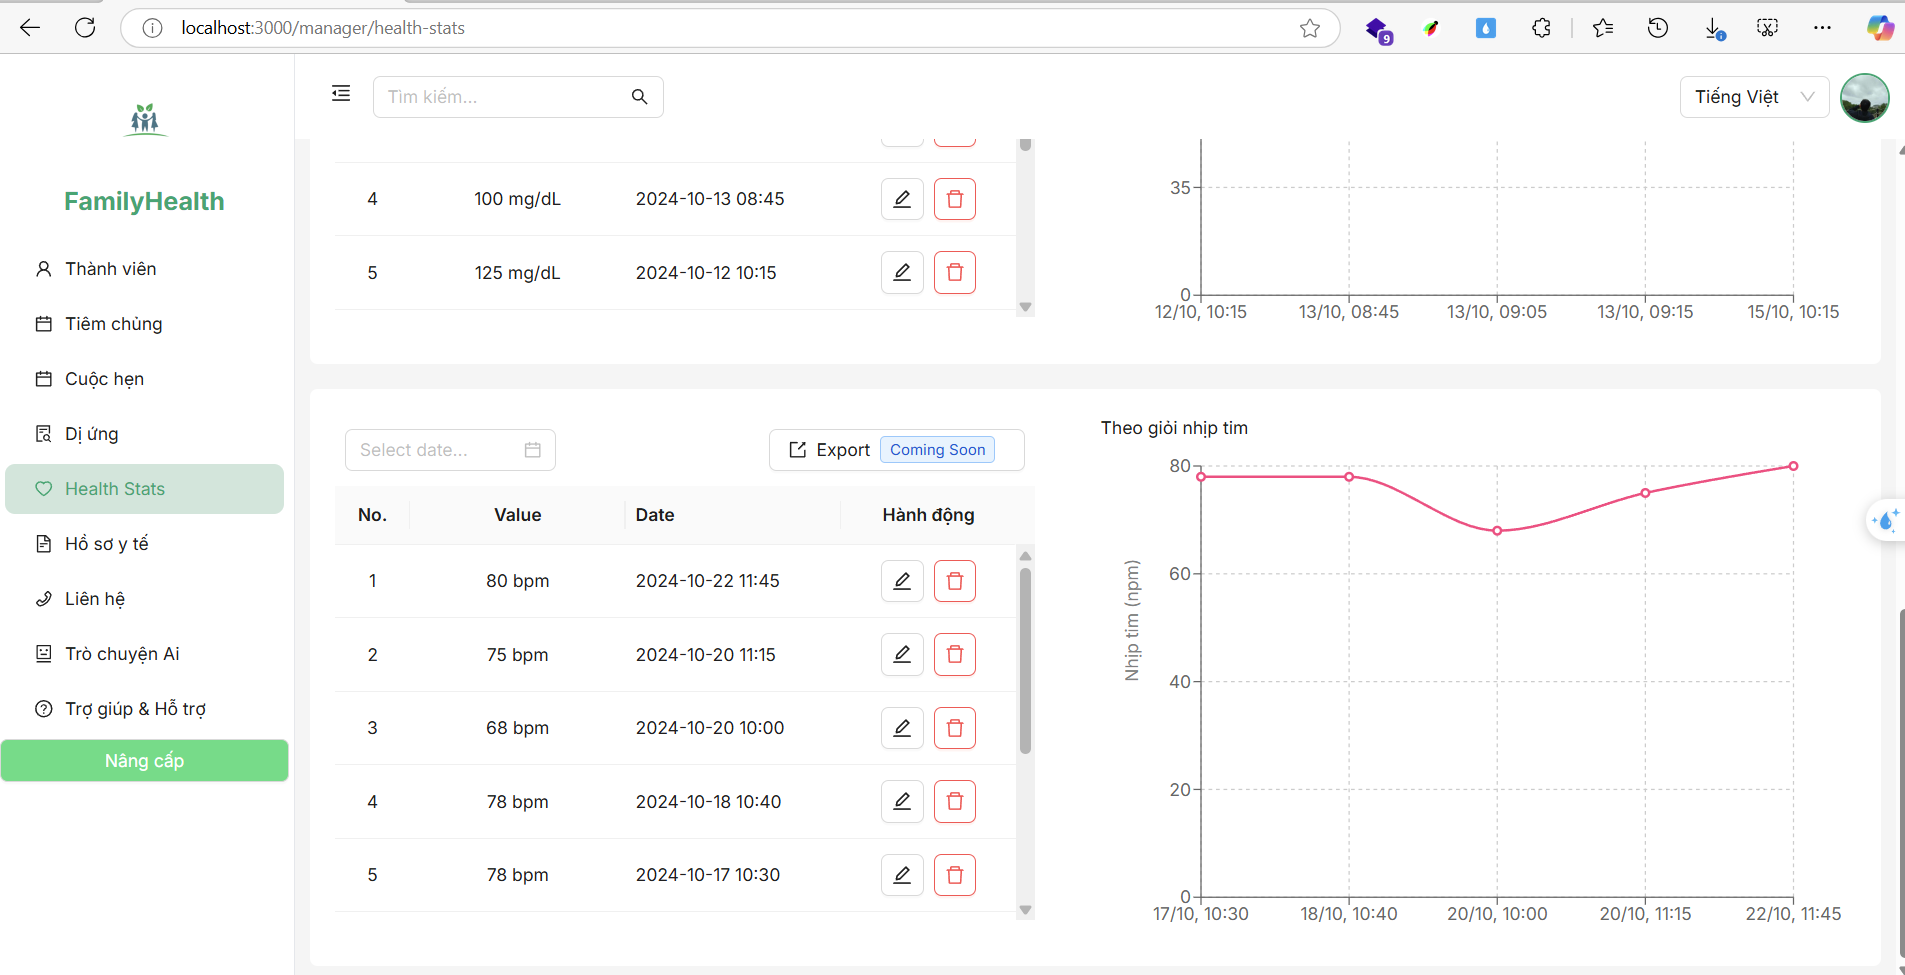 localhost:3000/manager/health-stats
9
FamilyHealth
Thành viên
Tiêm chủng
Cuộc hẹn
Dị ứng
Health Stats
Hồ sơ y tế
Liên hệ
Trò chuyện Ai
Trợ giúp & Hỗ trợ
Nâng cấp
Tìm kiếm...
Tiếng Việt
4 100 mg/dL 2024-10-13 08:45
5 125 mg/dL 2024-10-12 10:15
35
0
12/10, 10:15 13/10, 08:45 13/10, 09:05 13/10, 09:15 15/10, 10:15
Select date...
Export Coming Soon
No. Value Date Hành động
1 80 bpm 2024-10-22 11:45
2 75 bpm 2024-10-20 11:15
3 68 bpm 2024-10-20 10:00
4 78 bpm 2024-10-18 10:40
5 78 bpm 2024-10-17 10:30
Theo giỏi nhịp tim
80
60
40
20
0
Nhịp tim (npm)
17/10, 10:30 18/10, 10:40 20/10, 10:00 20/10, 11:15 22/10, 11:45